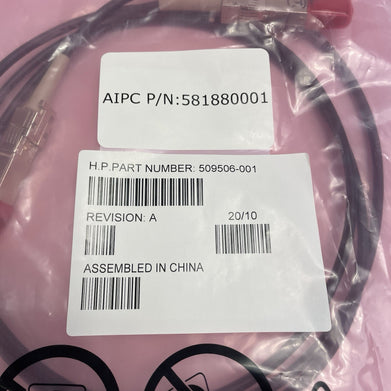 AIPC P/N:581880001
H.P.PART NUMBER: 509506-001
REVISION: A 20/10
ASSEMBLED IN CHINA